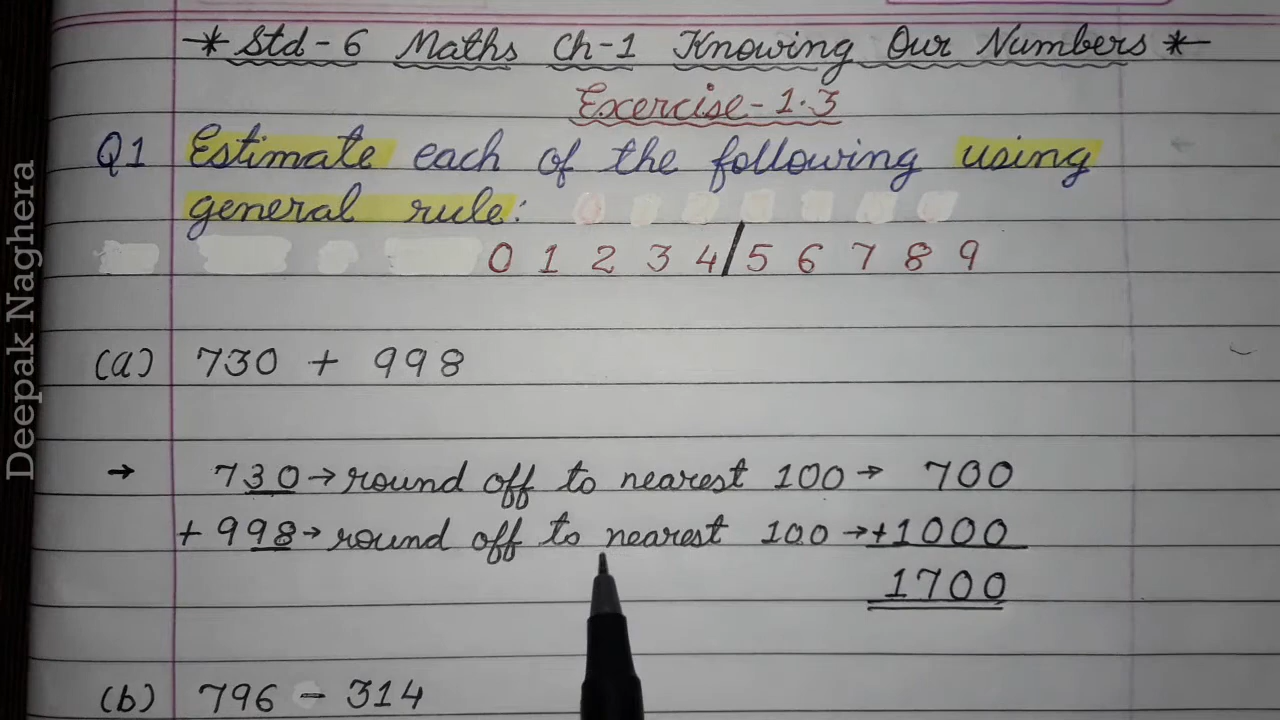 * Std-6 Maths Ch-1 Knowing Our Numbers *
Exercise-1.3
Q1 Estimate each of the following using
general rule:
0 1 2 3 4/5 6 7 8 9
(a) 730 + 998
→ 730→round off to nearest 100→ 700
+998→round off to nearest 100→+1000
1700
(b) 796 - 314
Deepak Naghera